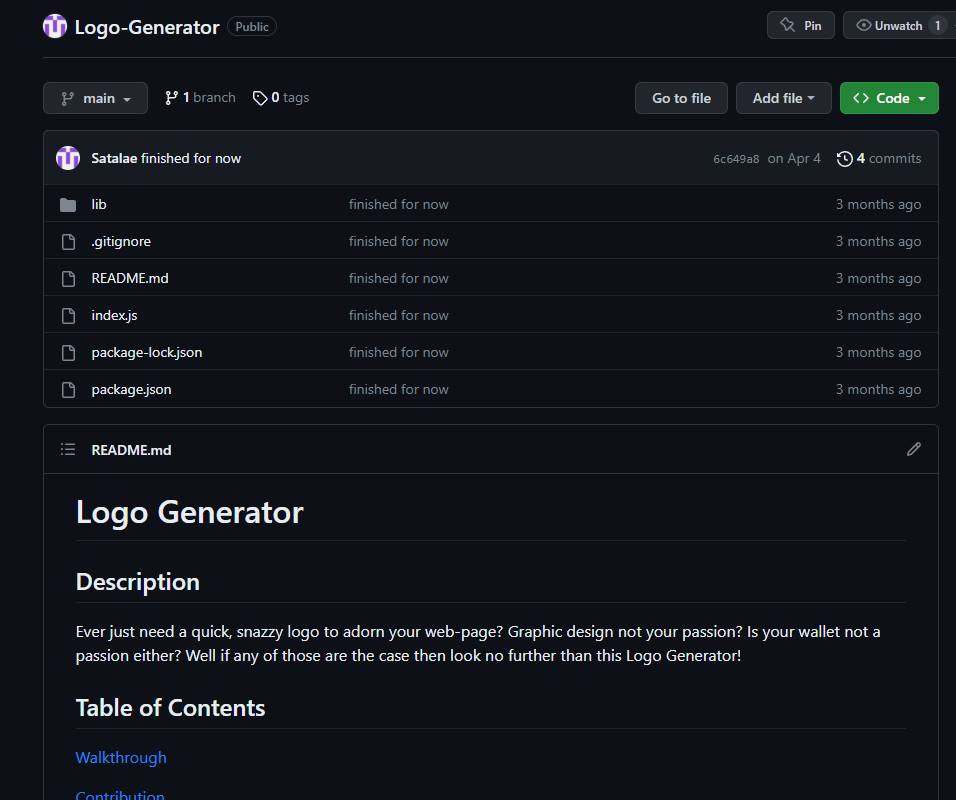 Logo-Generator Public Pin Unwatch 1
main 1 branch 0 tags Go to file Add file <> Code
Satalae finished for now 6c649a8 on Apr 4 4 commits
lib finished for now 3 months ago
.gitignore finished for now 3 months ago
README.md finished for now 3 months ago
index.js finished for now 3 months ago
package-lock.json finished for now 3 months ago
package.json finished for now 3 months ago
README.md
Logo Generator
Description
Ever just need a quick, snazzy logo to adorn your web-page? Graphic design not your passion? Is your wallet not a
passion either? Well if any of those are the case then look no further than this Logo Generator!
Table of Contents
Walkthrough
Contribution